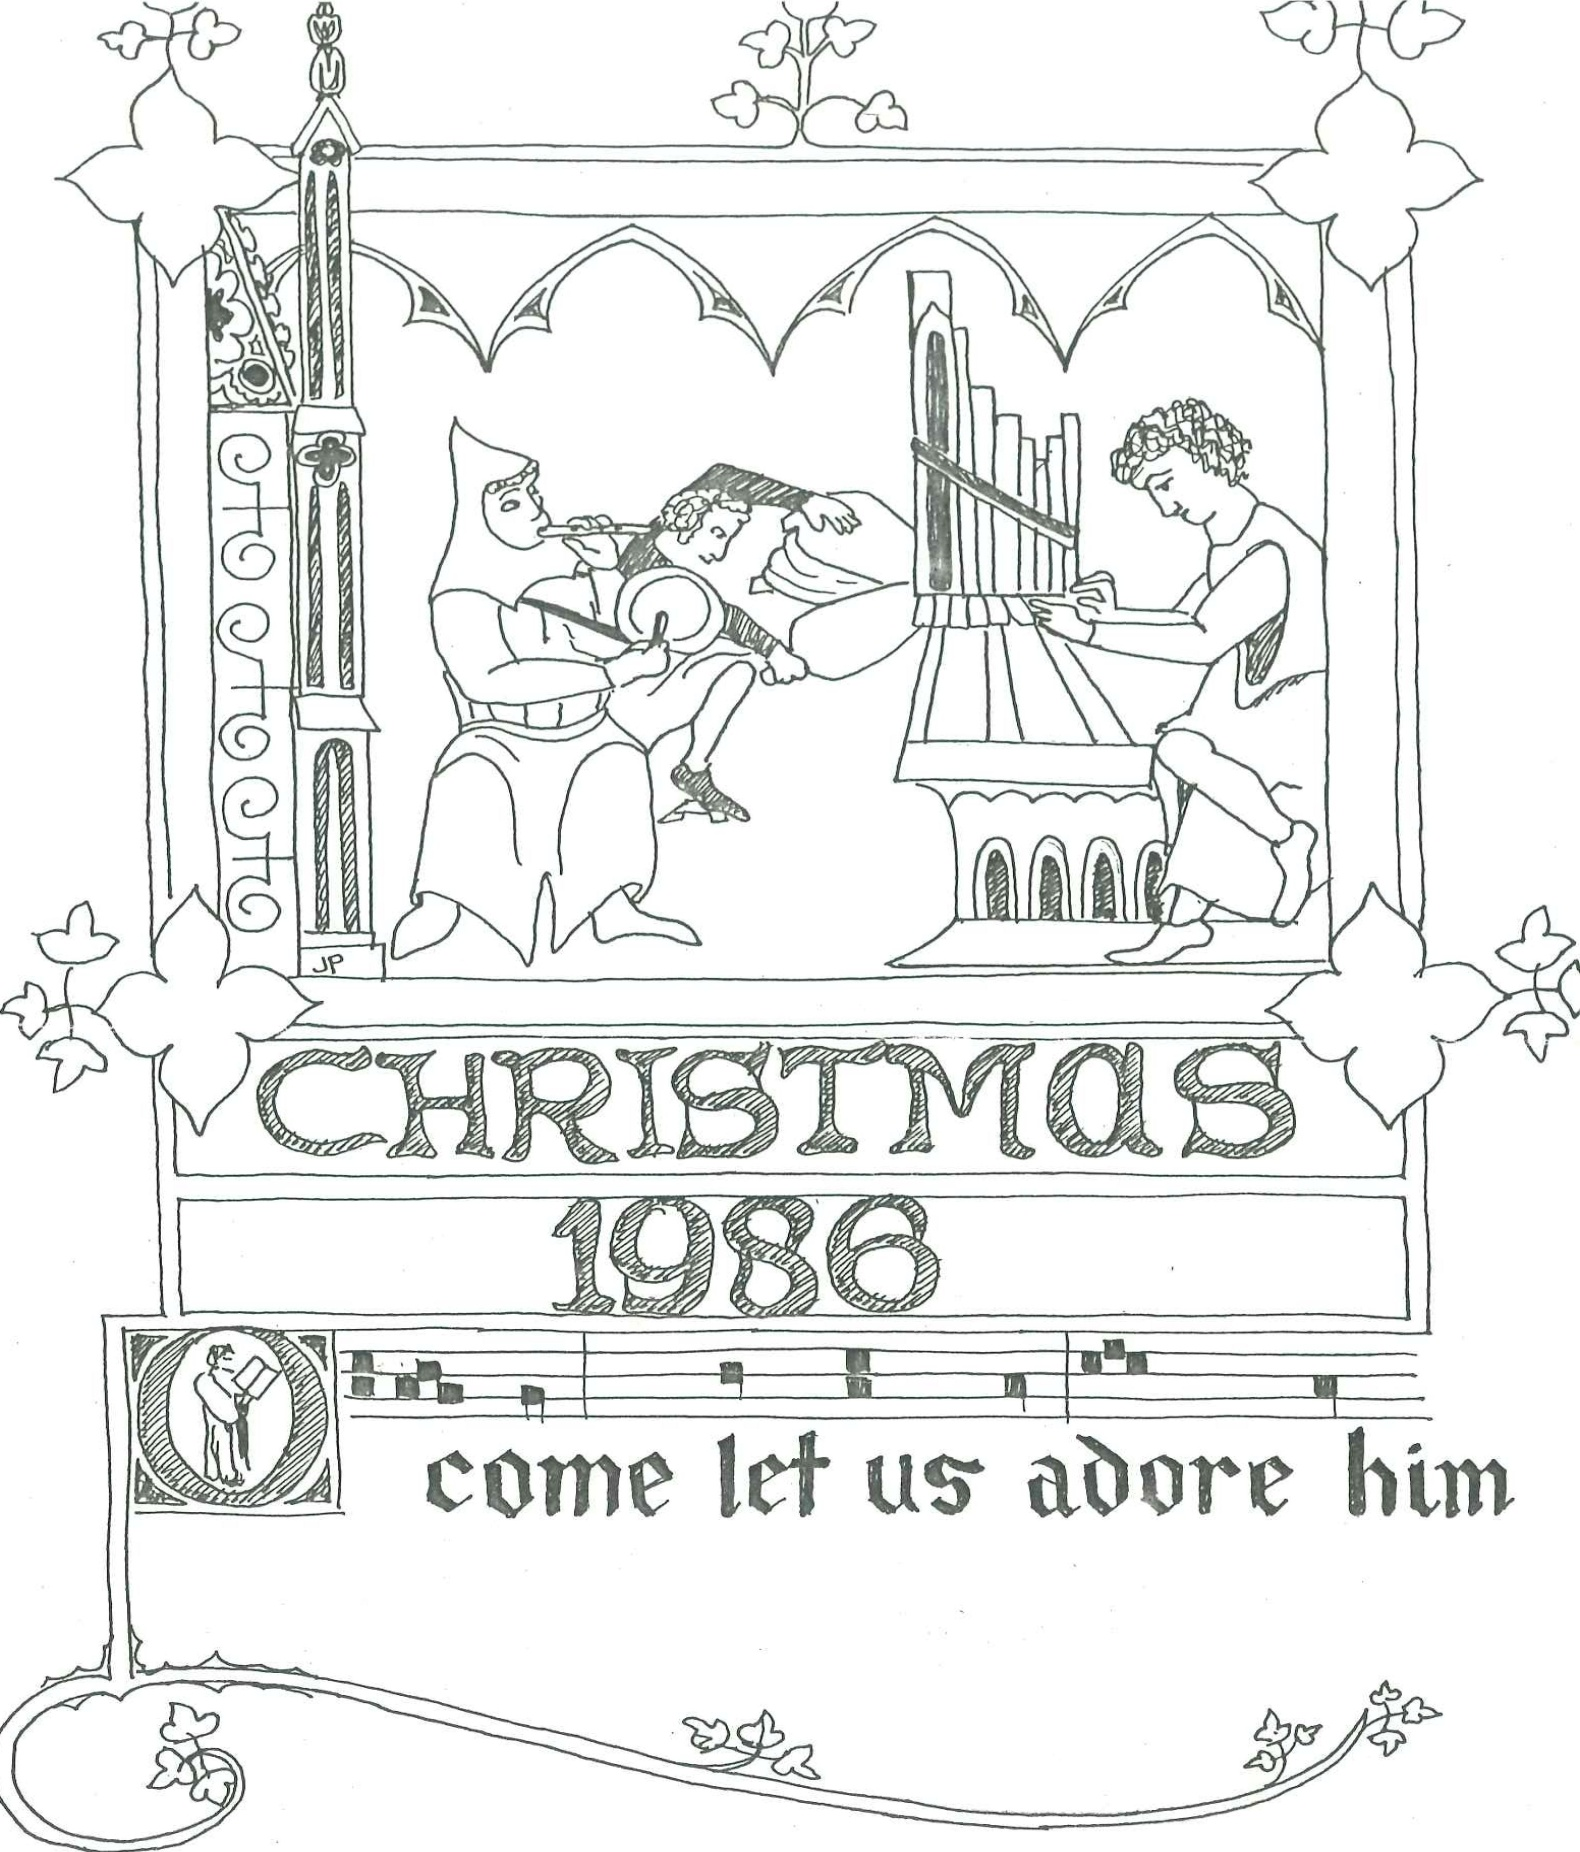 JP
CHRISTMAS
1986
O come let us adore him